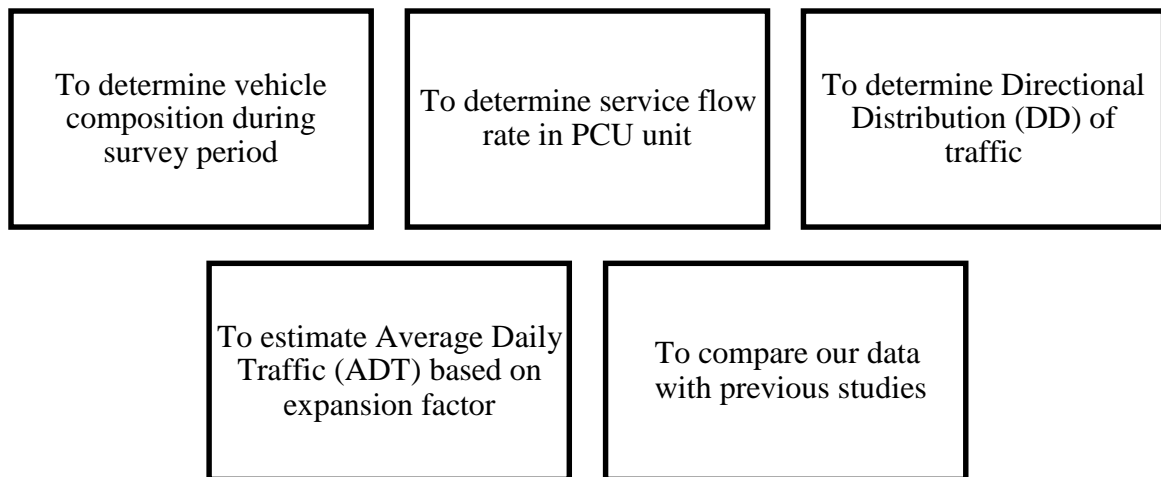 To determine vehicle
composition during
survey period
To determine service flow
rate in PCU unit
To determine Directional
Distribution (DD) of
traffic
To estimate Average Daily
Traffic (ADT) based on
expansion factor
To compare our data
with previous studies